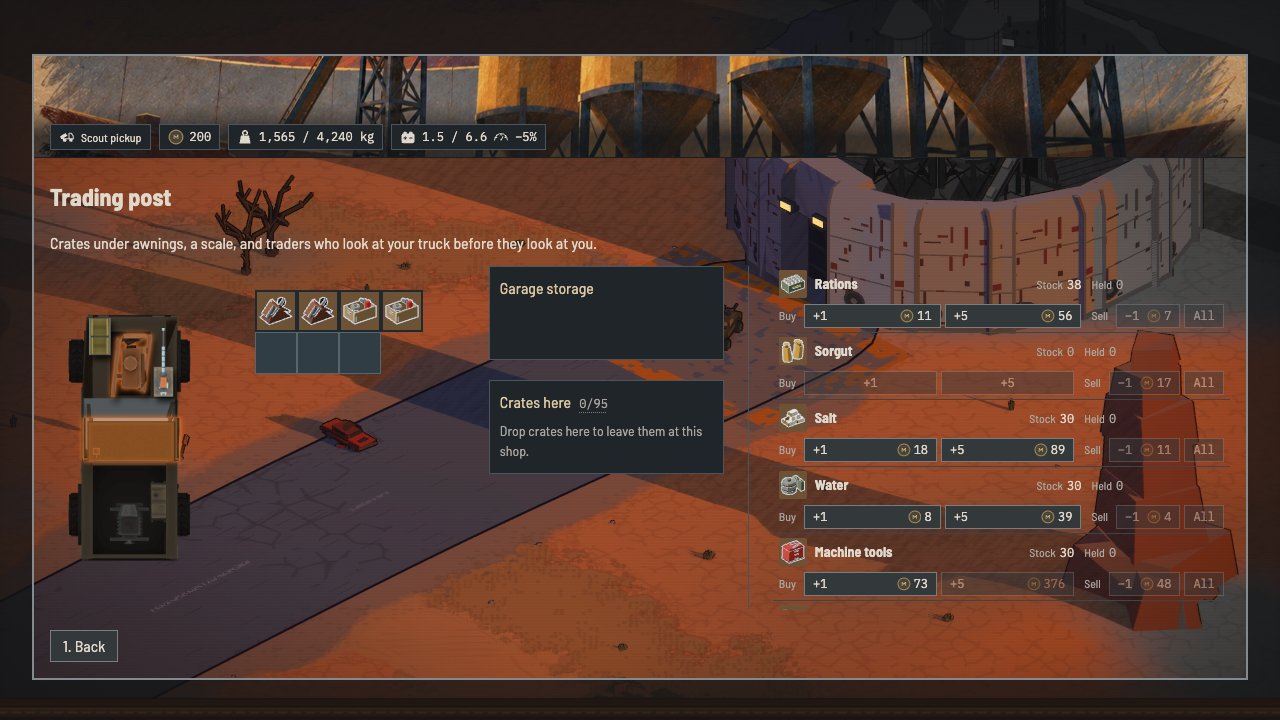 Scout pickup
200
1,565 / 4,240 kg
1.5 / 6.6 -5%
Trading post
Crates under awnings, a scale, and traders who look at your truck before they look at you.
Garage storage
Crates here 0/95
Drop crates here to leave them at this
shop.
Rations Stock 38 Held 0
Buy +1 11 +5 56 Sell -1 7 All
Sorgut Stock 0 Held 0
Buy +1 +5 Sell -1 17 All
Salt Stock 30 Held 0
Buy +1 18 +5 89 Sell -1 11 All
Water Stock 30 Held 0
Buy +1 8 +5 39 Sell -1 4 All
Machine tools Stock 30 Held 0
Buy +1 73 +5 376 Sell -1 48 All
1. Back